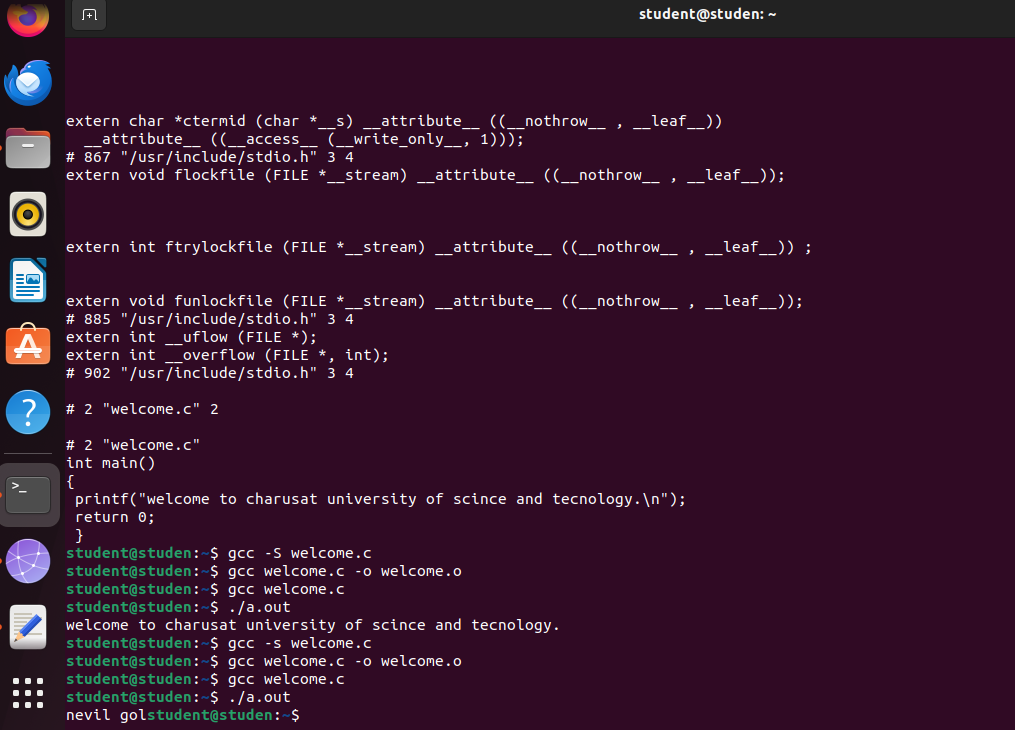 student@studen: ~
extern char *ctermid (char *__s) __attribute__ ((__nothrow__ , __leaf__))
  __attribute__ ((__access__ (__write_only__, 1)));
# 867 "/usr/include/stdio.h" 3 4
extern void flockfile (FILE *__stream) __attribute__ ((__nothrow__ , __leaf__));
extern int ftrylockfile (FILE *__stream) __attribute__ ((__nothrow__ , __leaf__)) ;
extern void funlockfile (FILE *__stream) __attribute__ ((__nothrow__ , __leaf__));
# 885 "/usr/include/stdio.h" 3 4
extern int __uflow (FILE *);
extern int __overflow (FILE *, int);
# 902 "/usr/include/stdio.h" 3 4
# 2 "welcome.c" 2
# 2 "welcome.c"
int main()
{
 printf("welcome to charusat university of scince and tecnology.\n");
 return 0;
 }
student@studen:~$ gcc -S welcome.c
student@studen:~$ gcc welcome.c -o welcome.o
student@studen:~$ gcc welcome.c
student@studen:~$ ./a.out
welcome to charusat university of scince and tecnology.
student@studen:~$ gcc -s welcome.c
student@studen:~$ gcc welcome.c -o welcome.o
student@studen:~$ gcc welcome.c
student@studen:~$ ./a.out
nevil golstudent@studen:~$